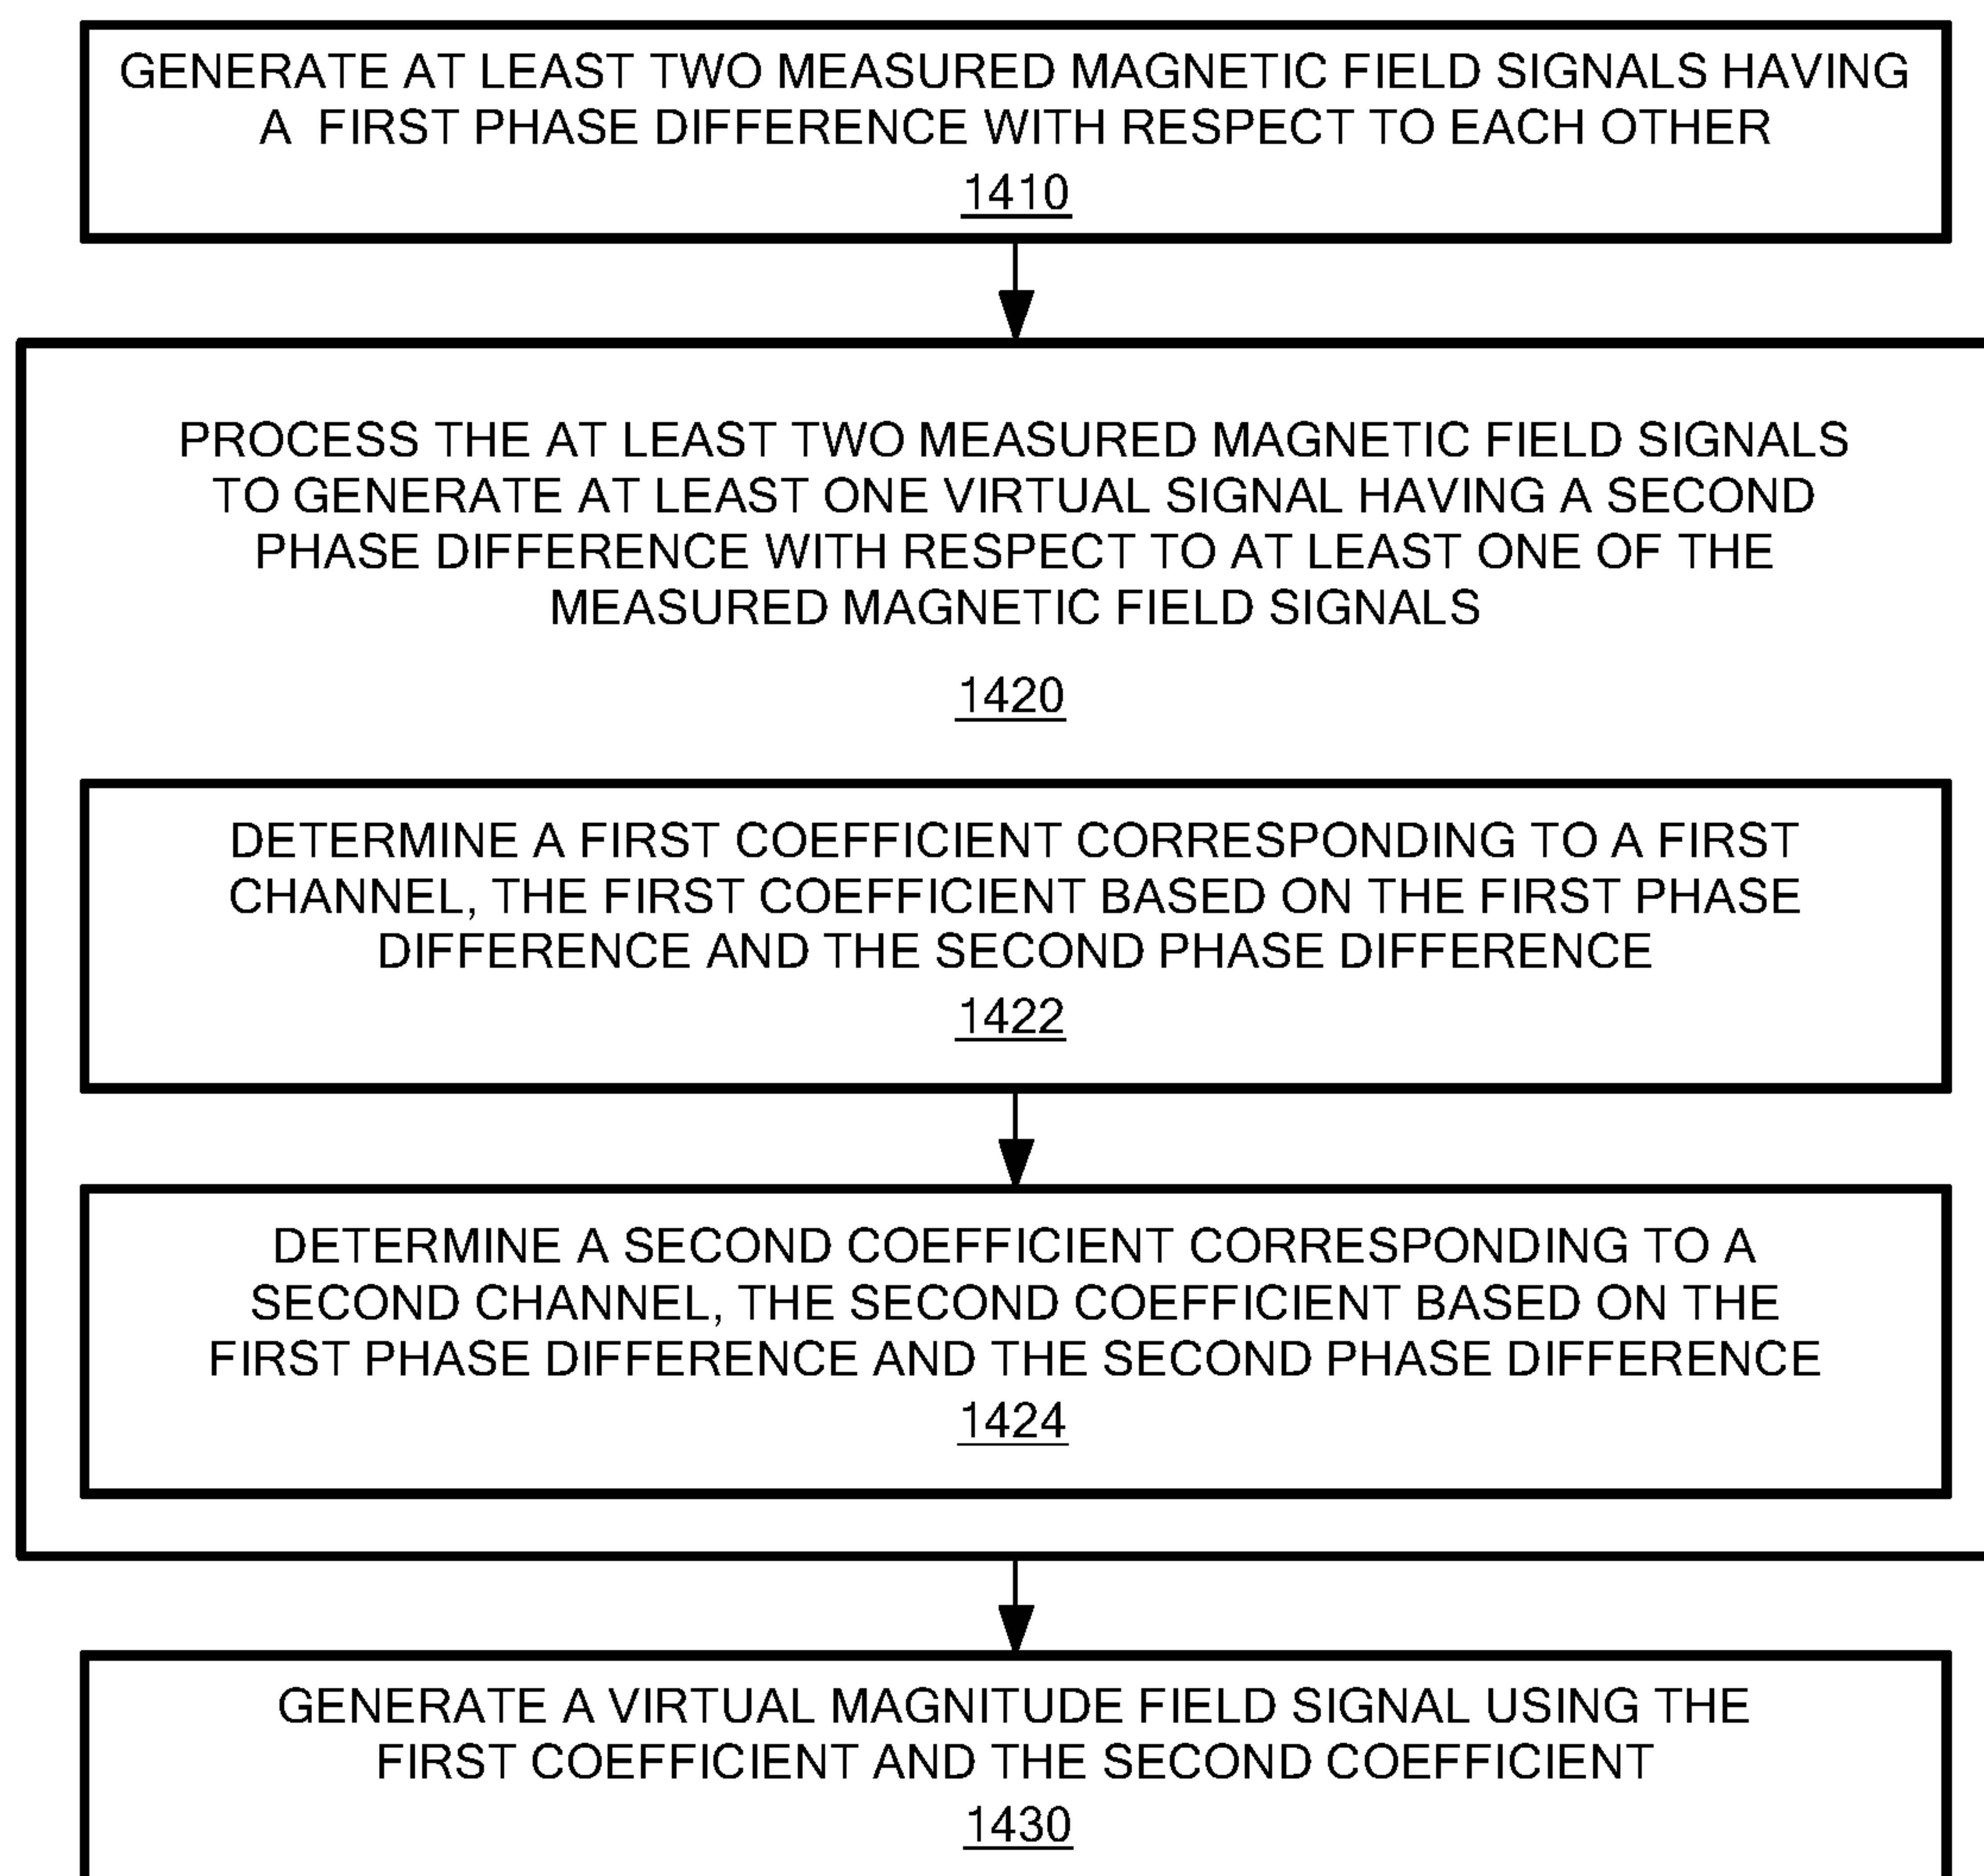 GENERATE AT LEAST TWO MEASURED MAGNETIC FIELD SIGNALS HAVING
A FIRST PHASE DIFFERENCE WITH RESPECT TO EACH OTHER
1410
PROCESS THE AT LEAST TWO MEASURED MAGNETIC FIELD SIGNALS
TO GENERATE AT LEAST ONE VIRTUAL SIGNAL HAVING A SECOND
PHASE DIFFERENCE WITH RESPECT TO AT LEAST ONE OF THE
MEASURED MAGNETIC FIELD SIGNALS
1420
DETERMINE A FIRST COEFFICIENT CORRESPONDING TO A FIRST
CHANNEL, THE FIRST COEFFICIENT BASED ON THE FIRST PHASE
DIFFERENCE AND THE SECOND PHASE DIFFERENCE
1422
DETERMINE A SECOND COEFFICIENT CORRESPONDING TO A
SECOND CHANNEL, THE SECOND COEFFICIENT BASED ON THE
FIRST PHASE DIFFERENCE AND THE SECOND PHASE DIFFERENCE
1424
GENERATE A VIRTUAL MAGNITUDE FIELD SIGNAL USING THE
FIRST COEFFICIENT AND THE SECOND COEFFICIENT
1430